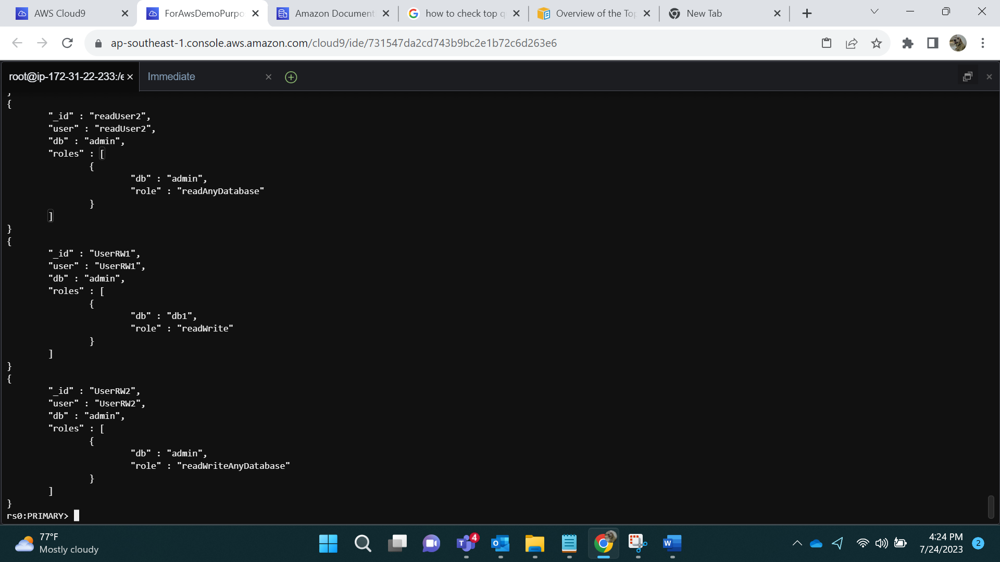 AWS Cloud9
ForAwsDemoPurpo
Amazon Document
how to check top q
Overview of the To
New Tab
ap-southeast-1.console.aws.amazon.com/cloud9/ide/731547da2cd743b9bc2e1b72c6d263e6
root@ip-172-31-22-233:/e
Immediate
}
{
"_id" : "readUser2",
"user" : "readUser2",
"db" : "admin",
"roles" : [
{
"db" : "admin",
"role" : "readAnyDatabase"
}
]
}
{
"_id" : "UserRW1",
"user" : "UserRW1",
"db" : "admin",
"roles" : [
{
"db" : "db1",
"role" : "readWrite"
}
]
}
{
"_id" : "UserRW2",
"user" : "UserRW2",
"db" : "admin",
"roles" : [
{
"db" : "admin",
"role" : "readWriteAnyDatabase"
}
]
}
rs0:PRIMARY>
77°F
Mostly cloudy
4
4:24 PM
7/24/2023
2